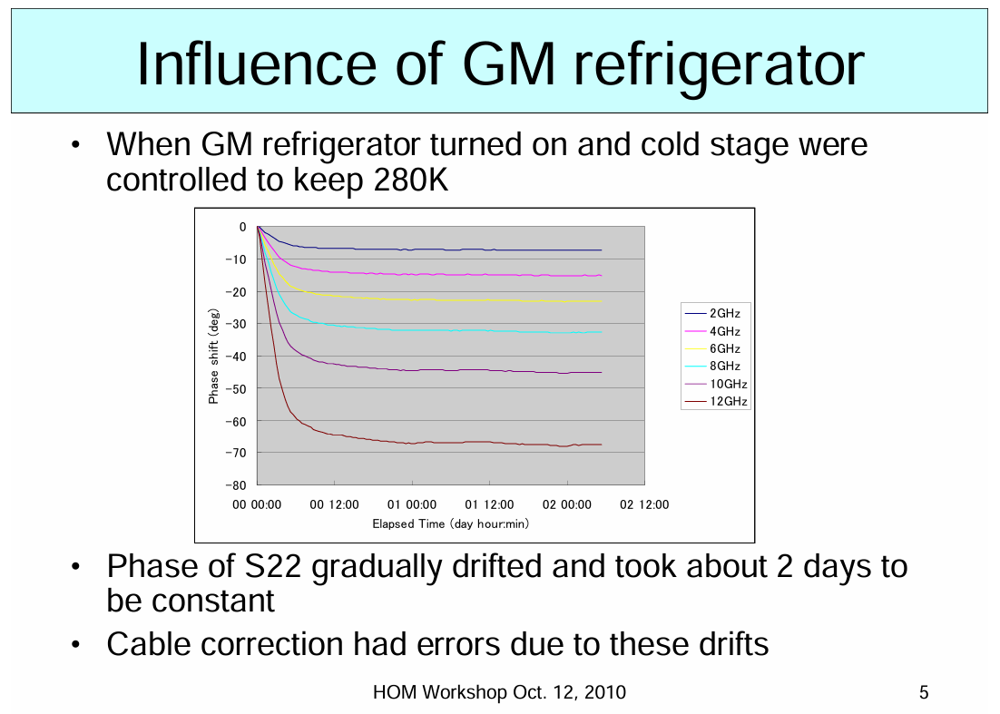 Influence of GM refrigerator
• When GM refrigerator turned on and cold stage were
controlled to keep 280K
0
-10
-20
-30
-40
-50
-60
-70
-80
Phase shift (deg)
00 00:00 00 12:00 01 00:00 01 12:00 02 00:00 02 12:00
Elapsed Time (day hour:min)
2GHz
4GHz
6GHz
8GHz
10GHz
12GHz
• Phase of S22 gradually drifted and took about 2 days to
be constant
• Cable correction had errors due to these drifts
HOM Workshop Oct. 12, 2010
5